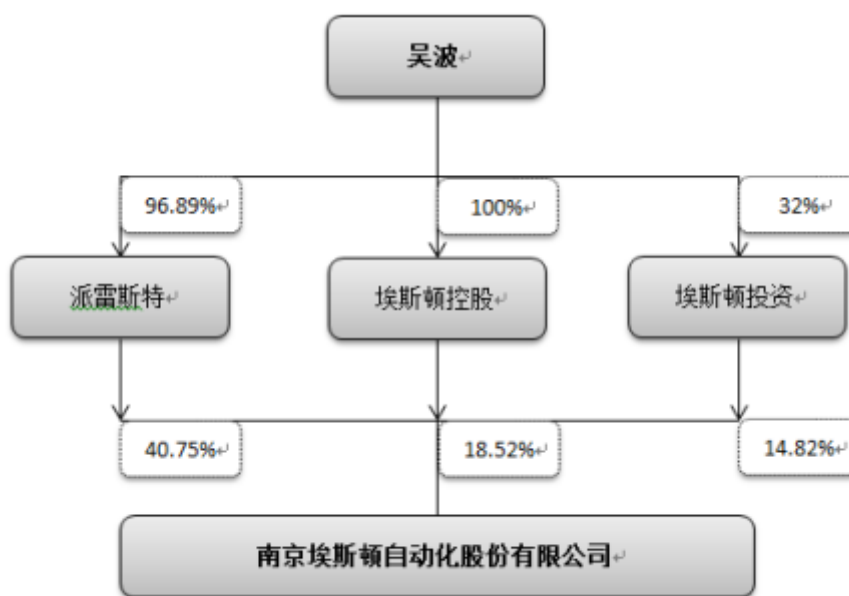 吴波
96.89%
100%
32%
派雷斯特
埃斯顿控股
埃斯顿投资
40.75%
18.52%
14.82%
南京埃斯顿自动化股份有限公司